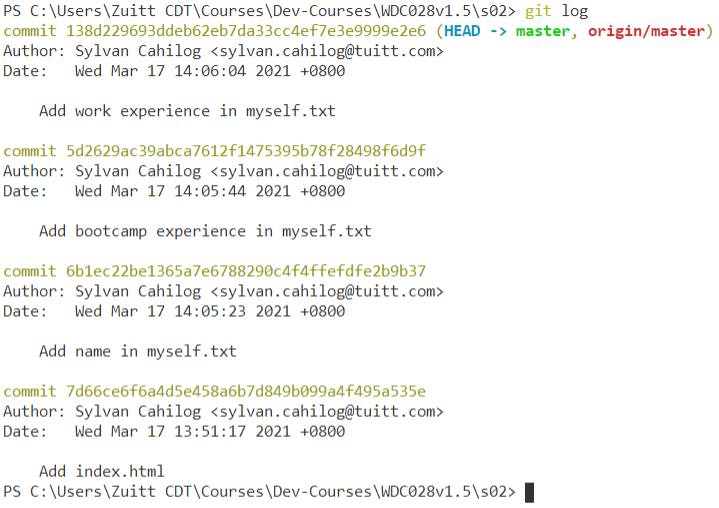 PS C:\Users\Zuitt CDT\Courses\Dev-Courses\WDC028v1.5\s02> git log
commit 138d229693ddeb62eb7da33cc4ef7e3e9999e2e6 (HEAD -> master, origin/master)
Author: Sylvan Cahilog <sylvan.cahilog@tuitt.com>
Date:   Wed Mar 17 14:06:04 2021 +0800
    Add work experience in myself.txt
commit 5d2629ac39abca7612f1475395b78f28498f6d9f
Author: Sylvan Cahilog <sylvan.cahilog@tuitt.com>
Date:   Wed Mar 17 14:05:44 2021 +0800
    Add bootcamp experience in myself.txt
commit 6b1ec22be1365a7e6788290c4f4ffefdfe2b9b37
Author: Sylvan Cahilog <sylvan.cahilog@tuitt.com>
Date:   Wed Mar 17 14:05:23 2021 +0800
    Add name in myself.txt
commit 7d66ce6f6a4d5e458a6b7d849b099a4f495a535e
Author: Sylvan Cahilog <sylvan.cahilog@tuitt.com>
Date:   Wed Mar 17 13:51:17 2021 +0800
    Add index.html
PS C:\Users\Zuitt CDT\Courses\Dev-Courses\WDC028v1.5\s02>